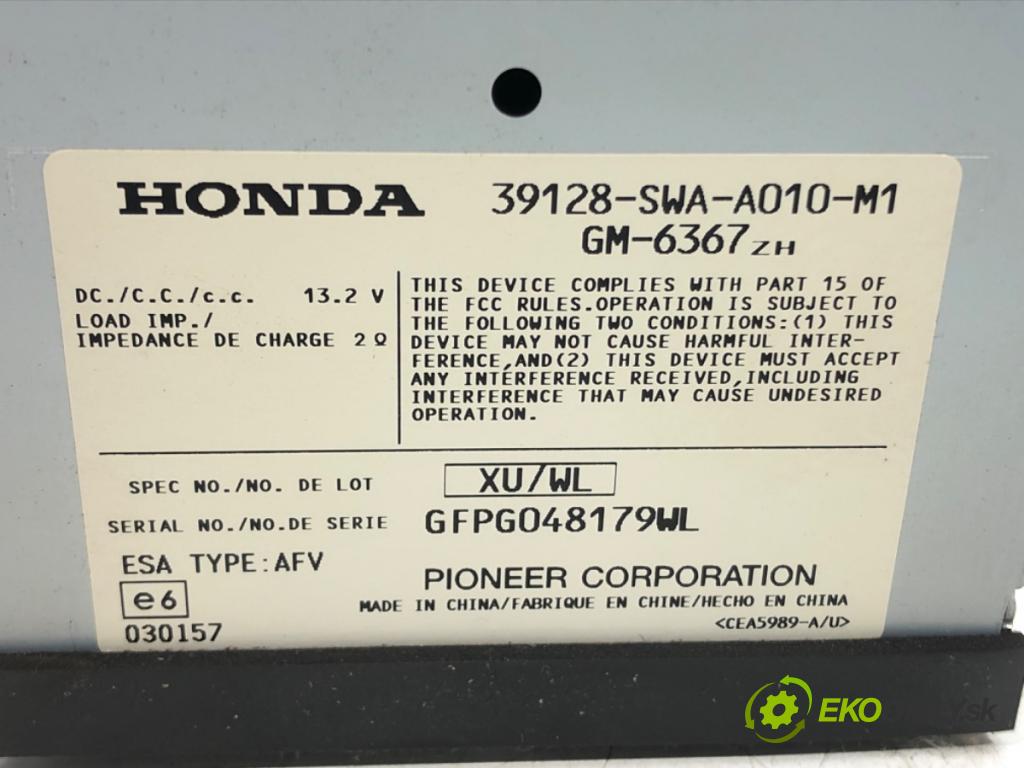 HONDA
39128-SWA-A010-M1
GM-6367 ZH
DC./C.C./c.c. 13.2 V
LOAD IMP./
IMPEDANCE DE CHARGE 2 Ω
THIS DEVICE COMPLIES WITH PART 15 OF
THE FCC RULES.OPERATION IS SUBJECT TO
THE FOLLOWING TWO CONDITIONS:(1) THIS
DEVICE MAY NOT CAUSE HARMFUL INTER-
FERENCE,AND(2) THIS DEVICE MUST ACCEPT
ANY INTERFERENCE RECEIVED,INCLUDING
INTERFERENCE THAT MAY CAUSE UNDESIRED
OPERATION.
SPEC NO./NO. DE LOT XU/WL
SERIAL NO./NO.DE SERIE GFPG048179WL
ESA TYPE:AFV
e6
030157
PIONEER CORPORATION
MADE IN CHINA/FABRIQUE EN CHINE/HECHO EN CHINA
<CEA5989-A/U>
EKO